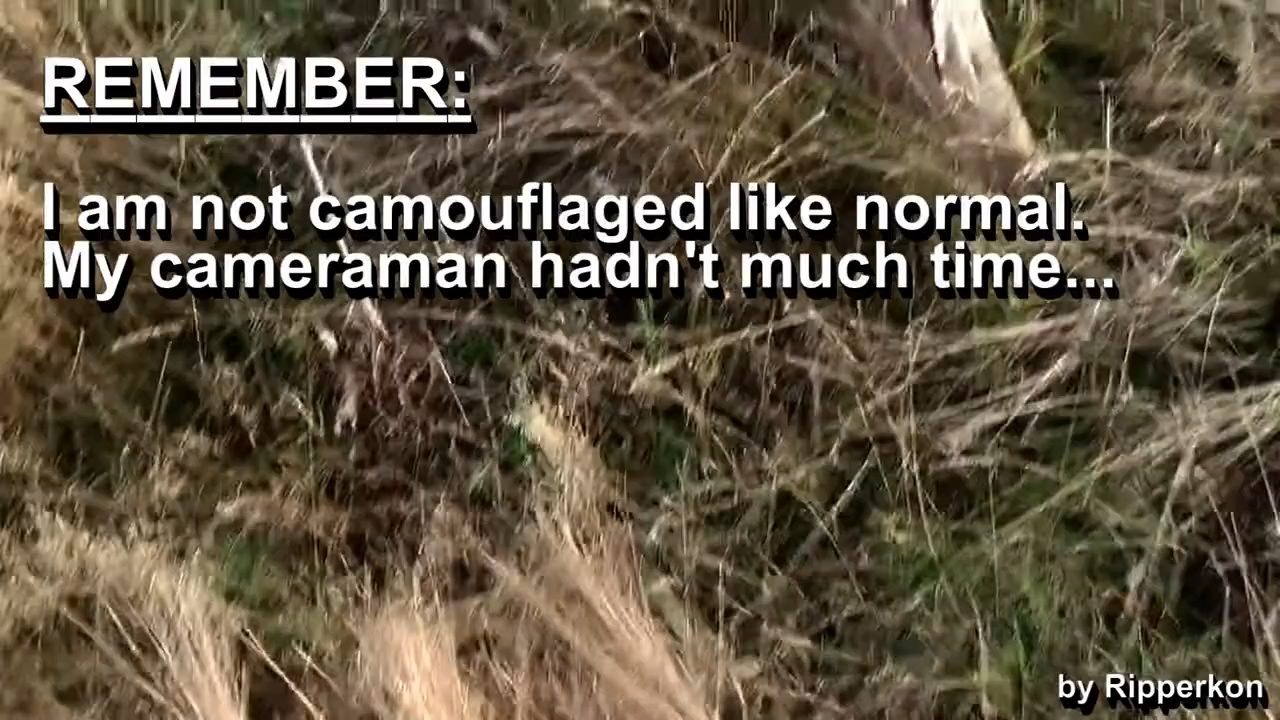 REMEMBER:
I am not camouflaged like normal.
My cameraman hadn't much time...
by Ripperkon